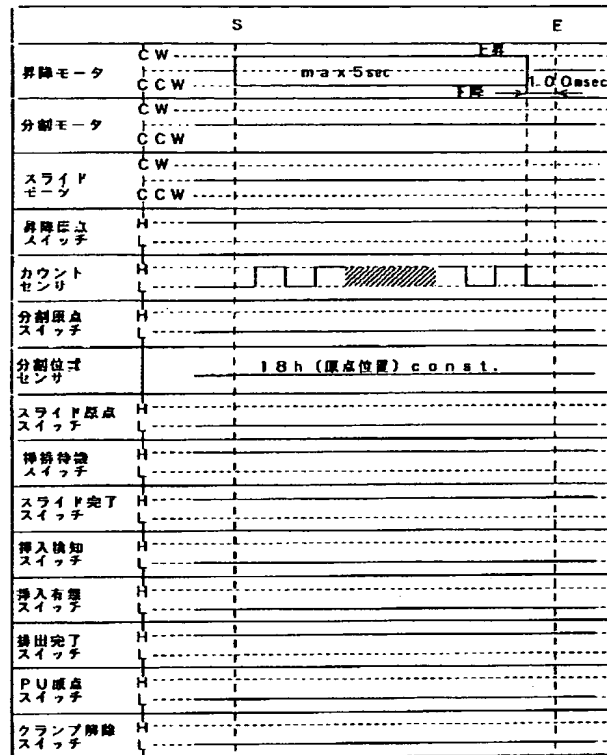 S E
昇降モータ CW 上昇
max5sec 100msec
CCW 下降
分割モータ CW
CCW
スライド CW
モータ CCW
昇降原点 H
スイッチ L
カウント H
センサ L
分割原点 H
スイッチ L
分割位置
センサ 18h(原点位置)const.
スライド原点 H
スイッチ L
挿排待機 H
スイッチ L
スライド完了 H
スイッチ L
挿入検知 H
スイッチ L
挿入有無 H
スイッチ L
排出完了 H
スイッチ L
PU原点 H
スイッチ L
クランプ解除 H
スイッチ L